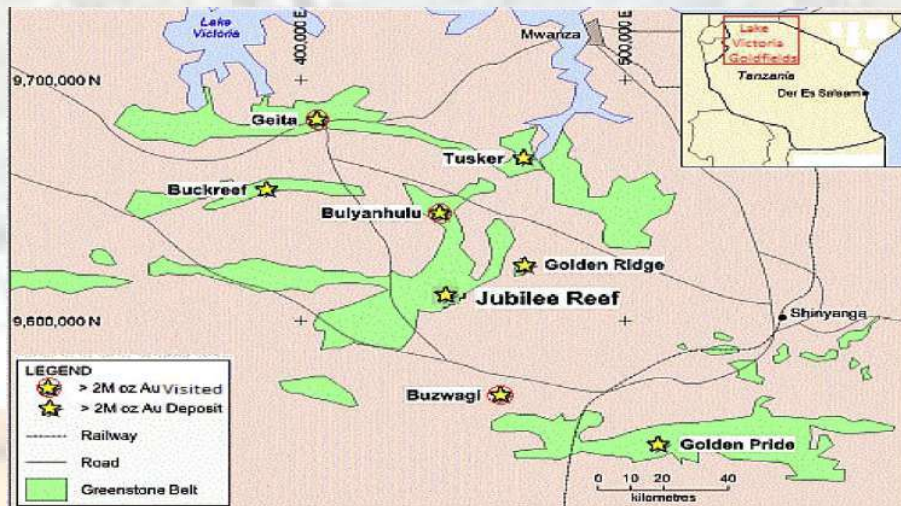 Lake
Victoria
400,000 E
Mwanza
500,000 E
Lake
Victoria
Goldfields
Tanzania
Der Es Salaam
9,700,000 N
Geita
Tusker
Buckreef
Bulyanhulu
Golden Ridge
Jubilee Reef
9,600,000 N
Shinyanga
LEGEND
> 2M oz Au Visited
> 2M oz Au Deposit
Railway
Road
Greenstone Belt
Buzwagi
Golden Pride
0 20 40
kilometres